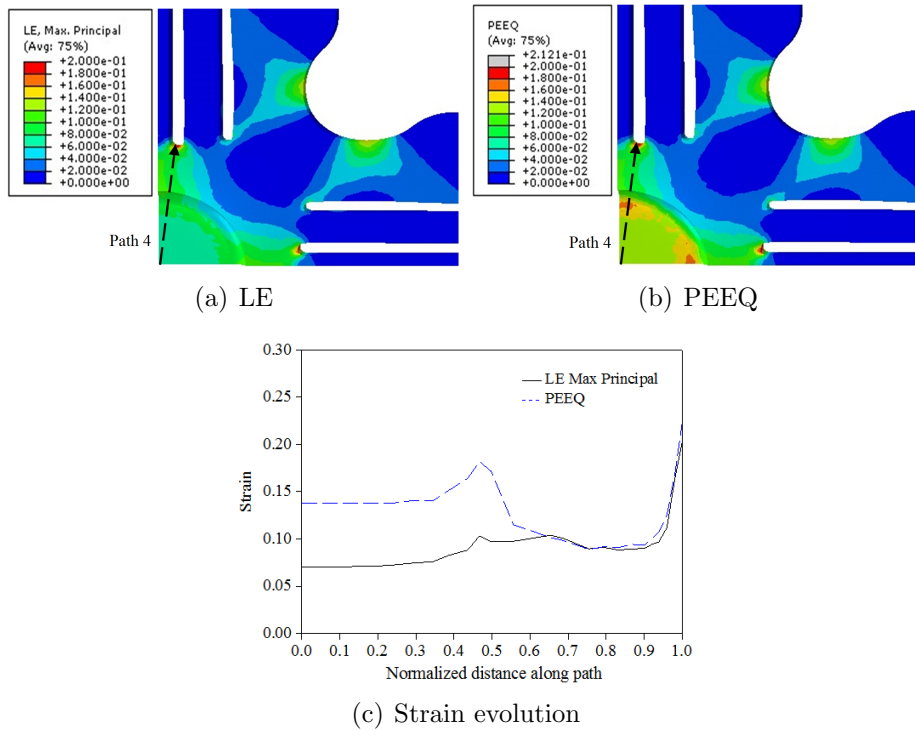 LE, Max. Principal
(Avg: 75%)
+2.000e-01
+1.800e-01
+1.600e-01
+1.400e-01
+1.200e-01
+1.000e-01
+8.000e-02
+6.000e-02
+4.000e-02
+2.000e-02
+0.000e+00
Path 4
(a) LE
PEEQ
(Avg: 75%)
+2.121e-01
+2.000e-01
+1.800e-01
+1.600e-01
+1.400e-01
+1.200e-01
+1.000e-01
+8.000e-02
+6.000e-02
+4.000e-02
+2.000e-02
+0.000e+00
Path 4
(b) PEEQ
0.30
0.25
0.20
0.15
0.10
0.05
0.00
Strain
LE Max Principal
PEEQ
0.0 0.1 0.2 0.3 0.4 0.5 0.6 0.7 0.8 0.9 1.0
Normalized distance along path
(c) Strain evolution